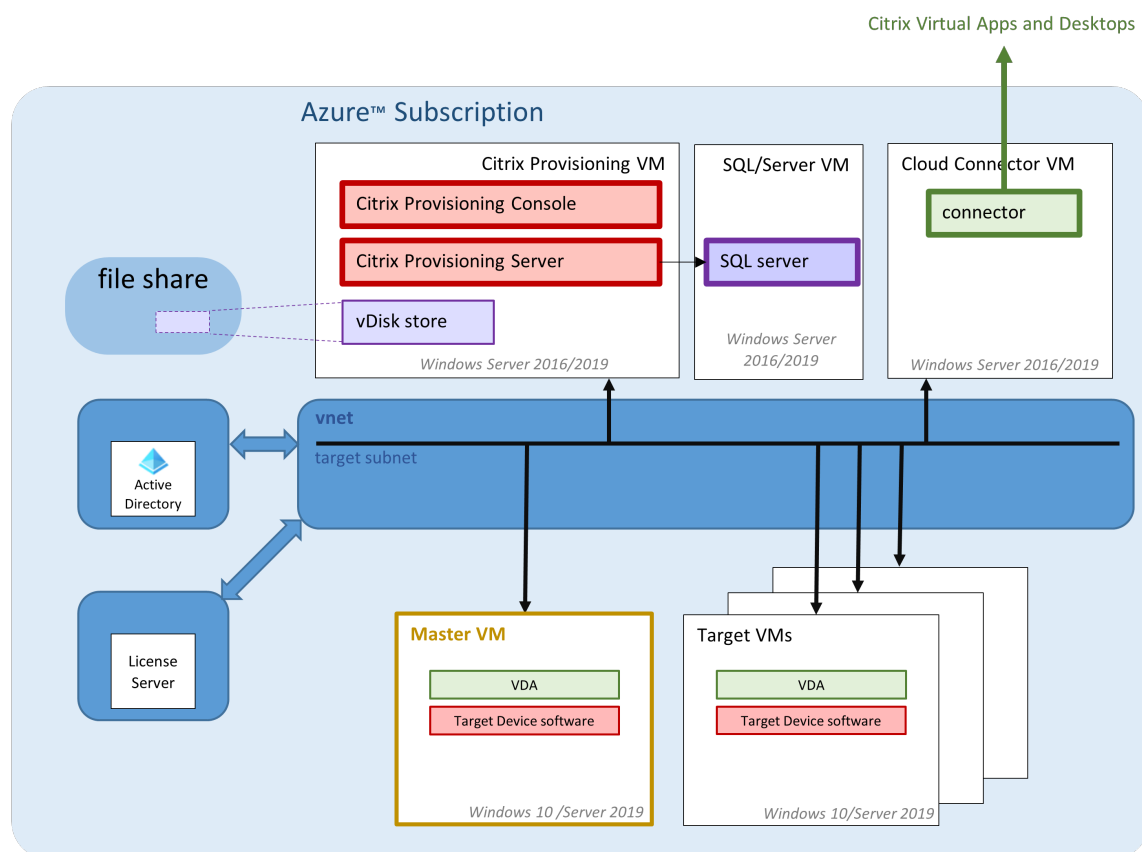 Citrix Virtual Apps and Desktops
Azure™ Subscription
Citrix Provisioning VM
Citrix Provisioning Console
Citrix Provisioning Server
vDisk store
Windows Server 2016/2019
SQL/Server VM
SQL server
Windows Server
2016/2019
Cloud Connector VM
connector
Windows Server 2016/2019
file share
vnet
target subnet
Active
Directory
License
Server
Master VM
VDA
Target Device software
Windows 10 /Server 2019
Target VMs
VDA
Target Device software
Windows 10/Server 2019